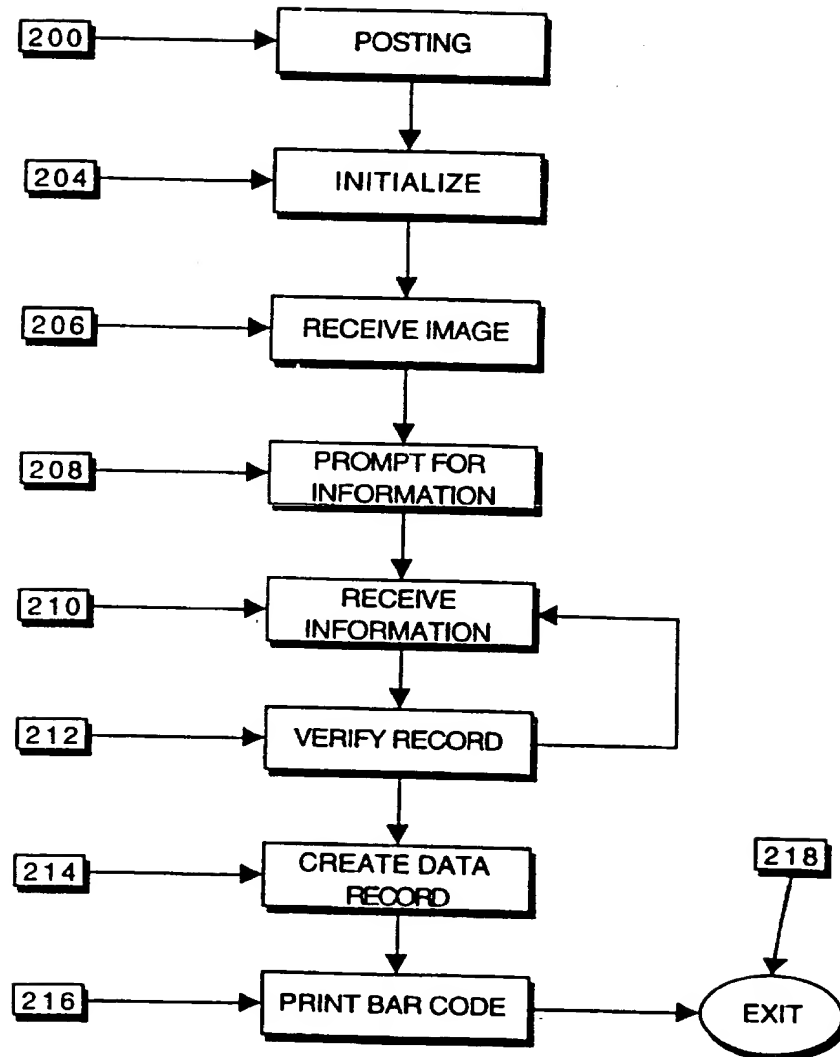 200
POSTING
204
INITIALIZE
206
RECEIVE IMAGE
208
PROMPT FOR
INFORMATION
210
RECEIVE
INFORMATION
212
VERIFY RECORD
214
CREATE DATA
RECORD
218
216
PRINT BAR CODE
EXIT